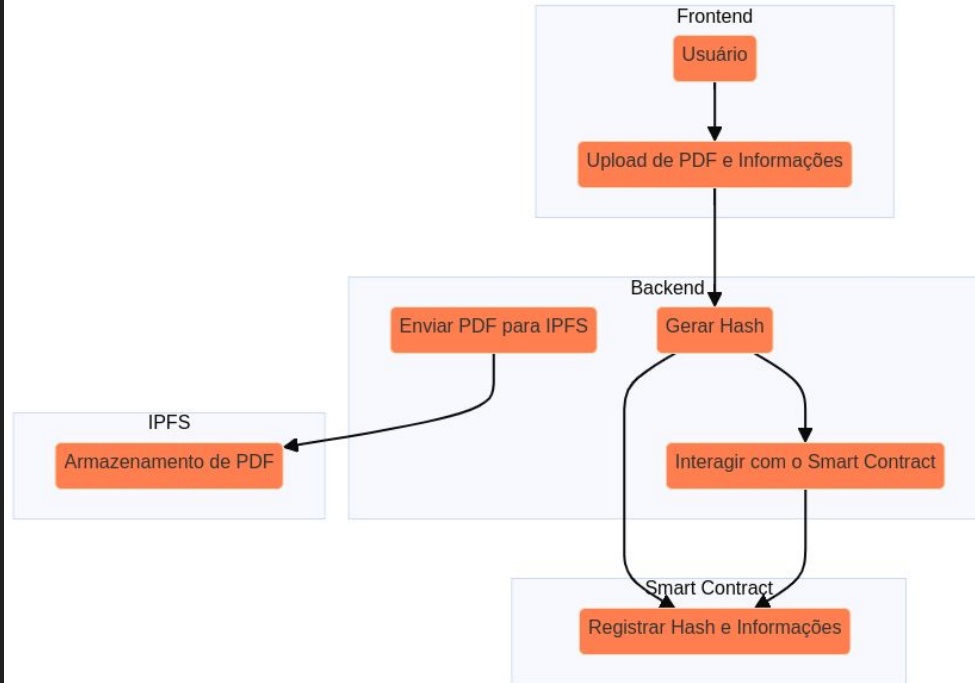 Frontend
Usuário
Upload de PDF e Informações
Backend
Enviar PDF para IPFS
Gerar Hash
IPFS
Armazenamento de PDF
Interagir com o Smart Contract
Smart Contract
Registrar Hash e Informações